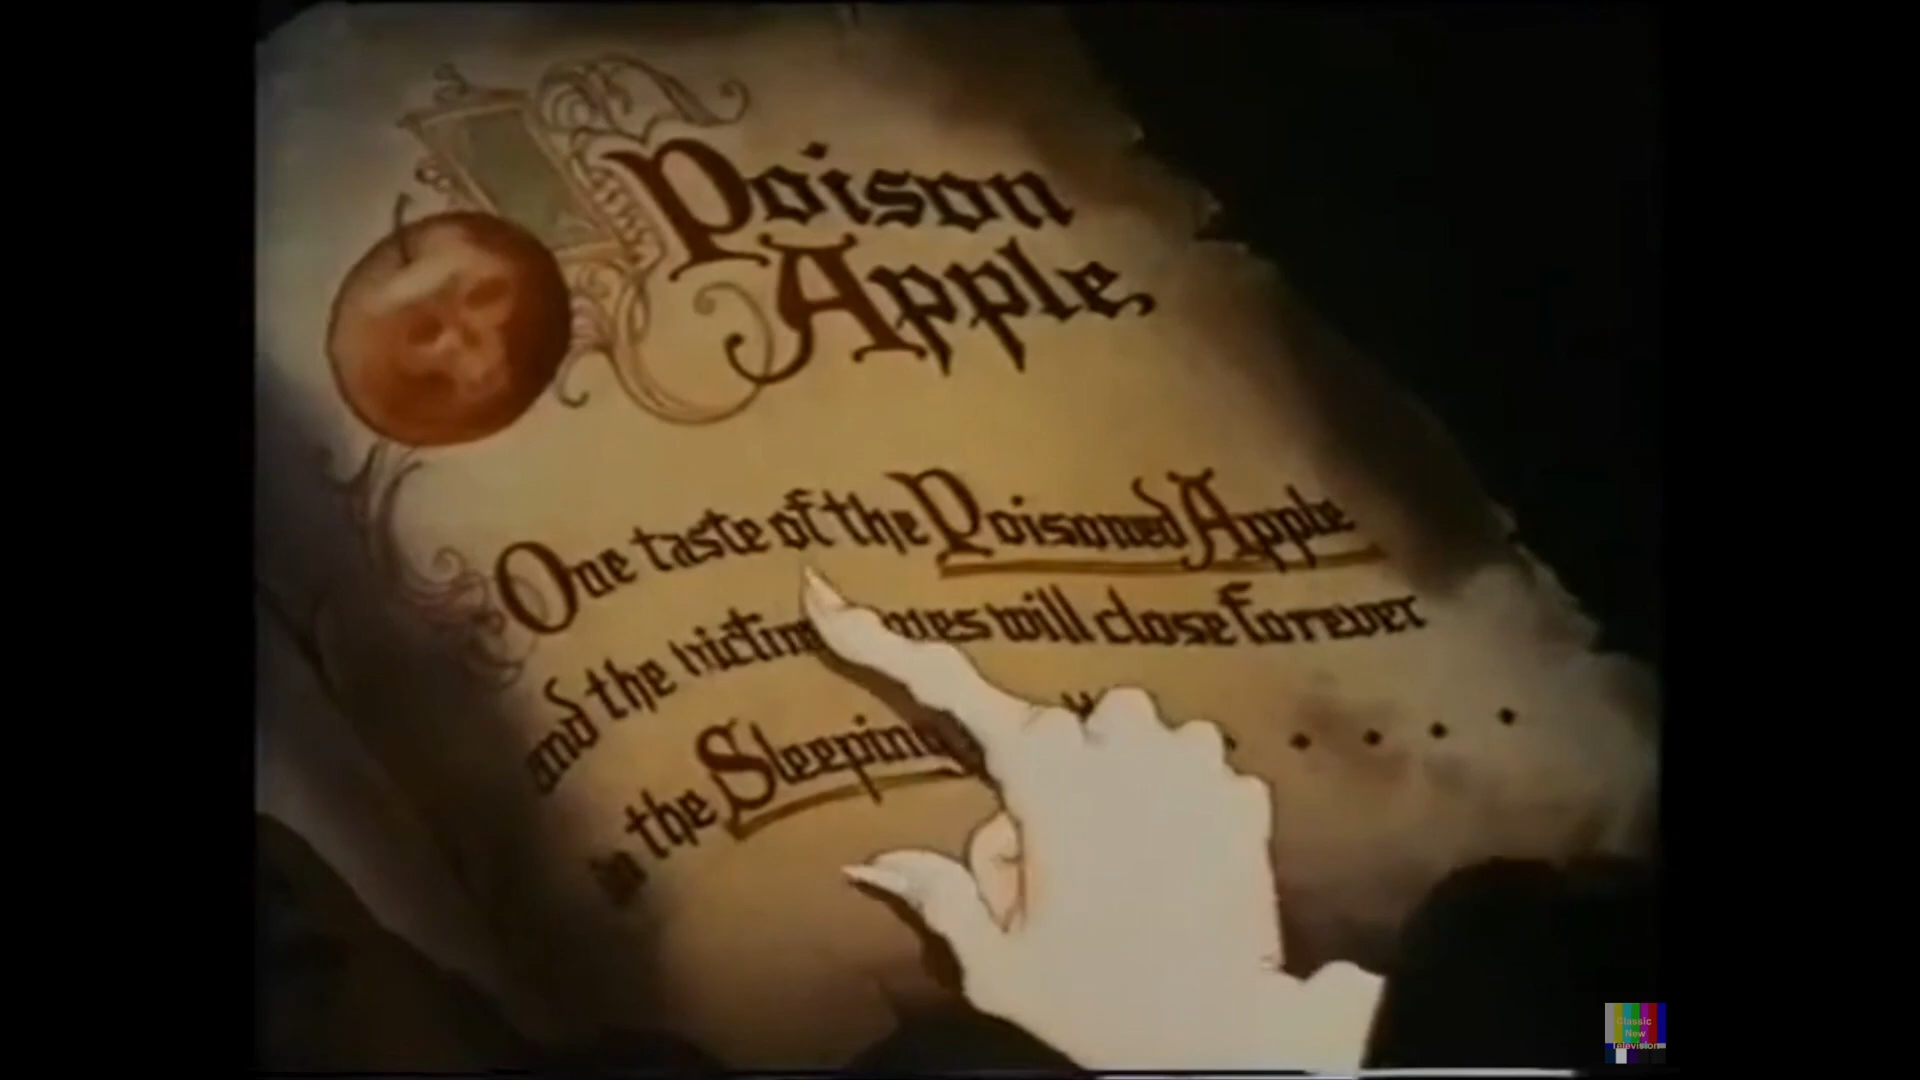 Poison
Apple
One taste of the Poisoned Apple
and the victim eyes will close forever
in the Sleeping
Classic
New
Television